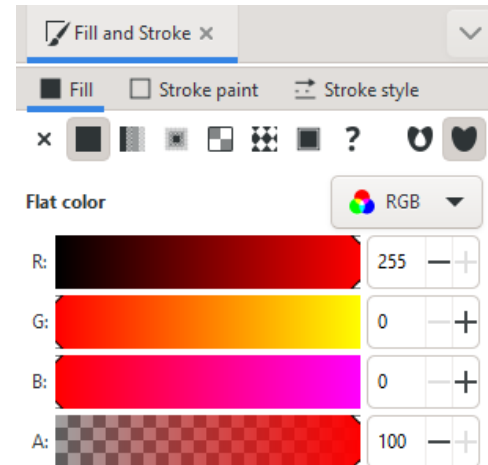 Fill and Stroke
Fill Stroke paint Stroke style
?
Flat color RGB
R: 255
G: 0
B: 0
A: 100